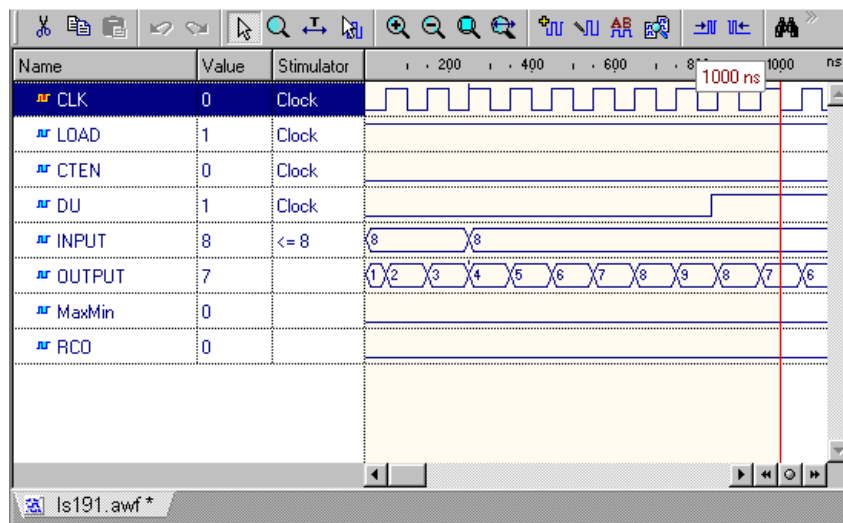 AB
AB
Name Value Stimulator 200 400 600 1000 ns
1000 ns
CLK 0 Clock
LOAD 1 Clock
CTEN 0 Clock
DU 1 Clock
INPUT 8 <= 8 8 8
OUTPUT 7 1 2 3 4 5 6 7 8 9 8 7 6
MaxMin 0
RCO 0
ls191.awf *